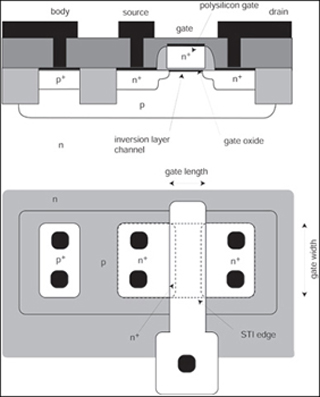 polysilicon gate
body
source
gate
drain
n⁺
p⁺
n⁺
n⁺
p
n
inversion layer
channel
gate oxide
gate length
n
p⁺
p
n⁺
n⁺
gate width
n⁺
STI edge